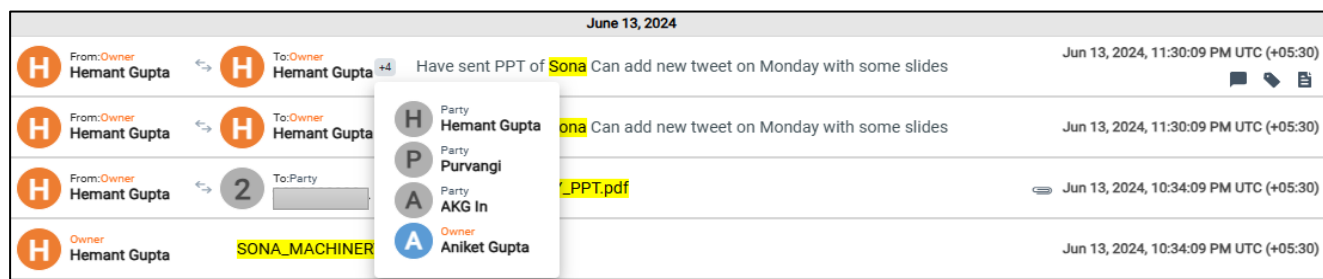 June 13, 2024
H From:Owner Hemant Gupta H To:Owner Hemant Gupta +4 Have sent PPT of Sona Can add new tweet on Monday with some slides Jun 13, 2024, 11:30:09 PM UTC (+05:30)
H From:Owner Hemant Gupta H To:Owner Hemant Gupta ona Can add new tweet on Monday with some slides Jun 13, 2024, 11:30:09 PM UTC (+05:30)
H Party Hemant Gupta
P Party Purvangi
H From:Owner Hemant Gupta 2 To:Party _PPT.pdf Jun 13, 2024, 10:34:09 PM UTC (+05:30)
A Party AKG In
H Owner Hemant Gupta SONA_MACHINER Jun 13, 2024, 10:34:09 PM UTC (+05:30)
A Owner Aniket Gupta